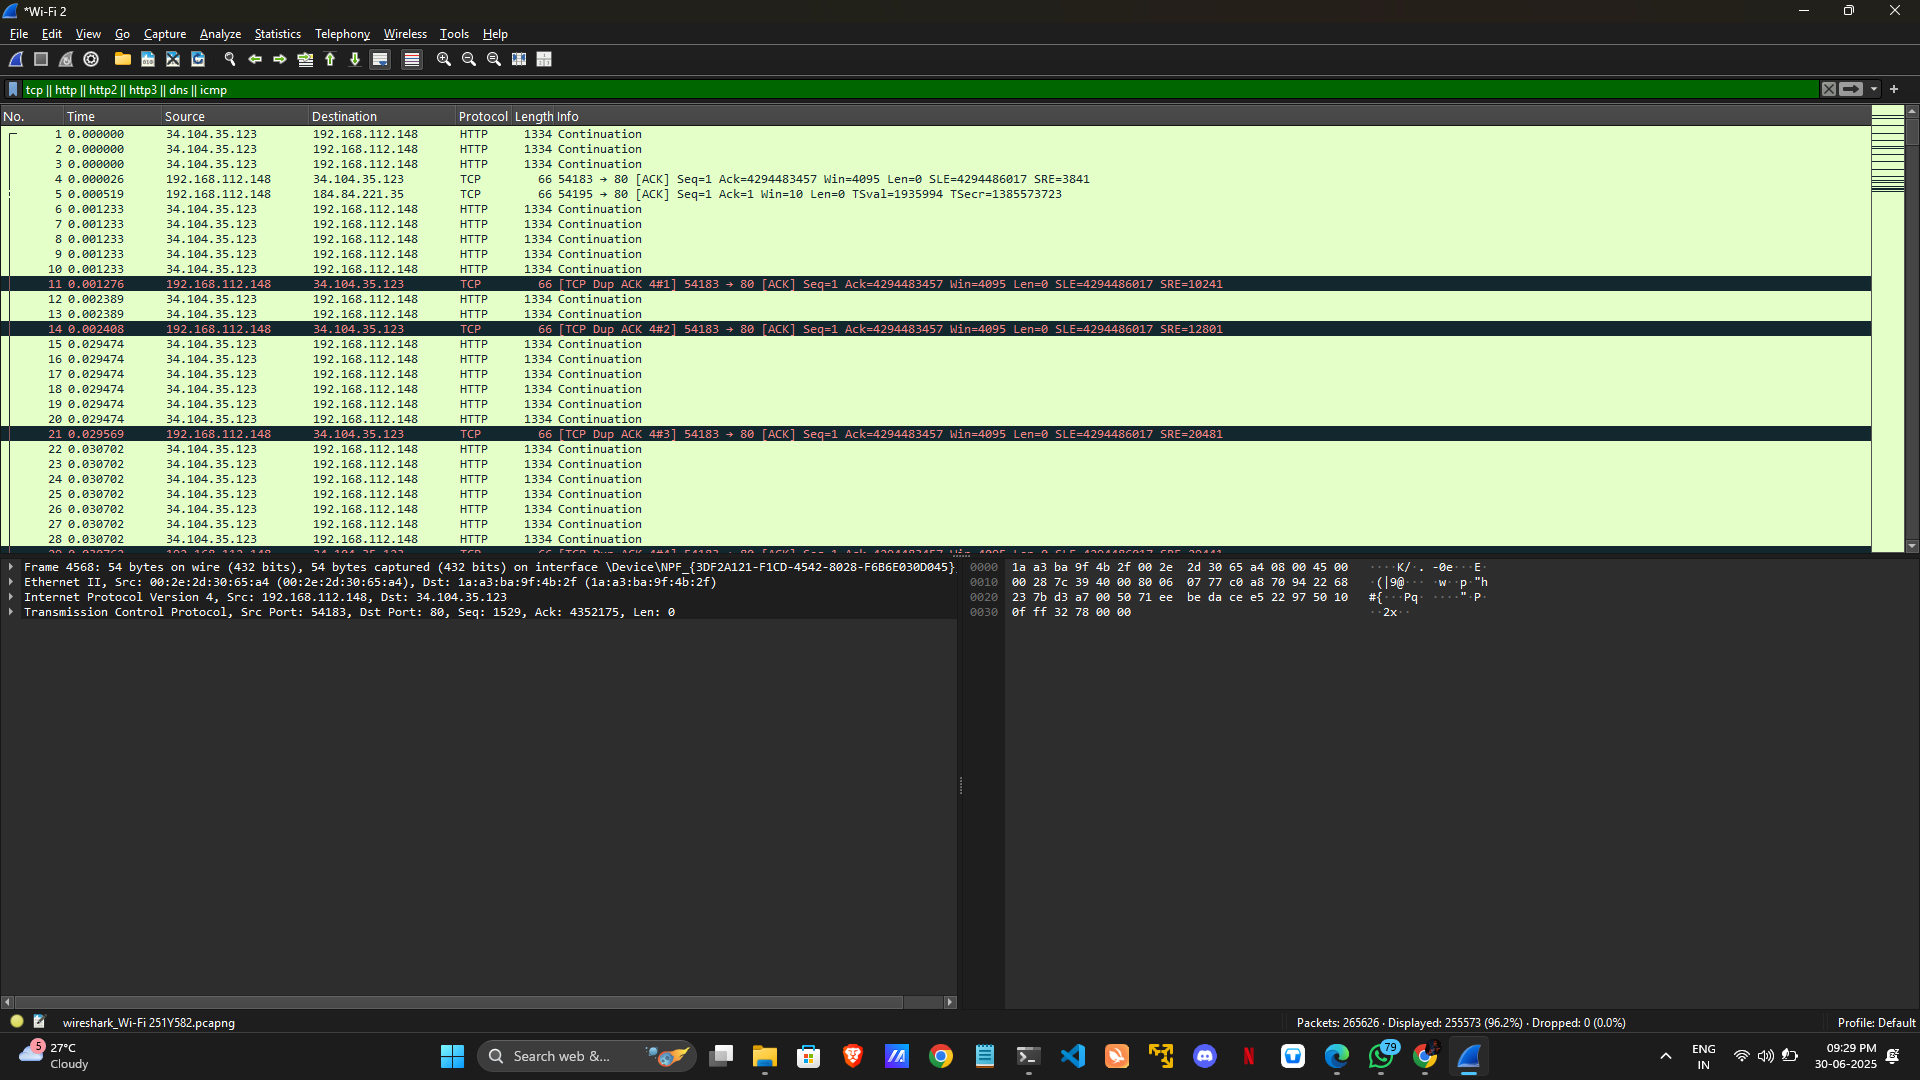 *Wi-Fi 2
File Edit View Go Capture Analyze Statistics Telephony Wireless Tools Help
tcp || http || http2 || http3 || dns || icmp
No. Time Source Destination Protocol Length Info
1 0.000000 34.104.35.123 192.168.112.148 HTTP 1334 Continuation
2 0.000000 34.104.35.123 192.168.112.148 HTTP 1334 Continuation
3 0.000000 34.104.35.123 192.168.112.148 HTTP 1334 Continuation
4 0.000026 192.168.112.148 34.104.35.123 TCP 66 54183 → 80 [ACK] Seq=1 Ack=4294483457 Win=4095 Len=0 SLE=4294486017 SRE=3841
5 0.000519 192.168.112.148 184.84.221.35 TCP 66 54195 → 80 [ACK] Seq=1 Ack=1 Win=10 Len=0 TSval=1935994 TSecr=1385573723
6 0.001233 34.104.35.123 192.168.112.148 HTTP 1334 Continuation
7 0.001233 34.104.35.123 192.168.112.148 HTTP 1334 Continuation
8 0.001233 34.104.35.123 192.168.112.148 HTTP 1334 Continuation
9 0.001233 34.104.35.123 192.168.112.148 HTTP 1334 Continuation
10 0.001233 34.104.35.123 192.168.112.148 HTTP 1334 Continuation
11 0.001276 192.168.112.148 34.104.35.123 TCP 66 [TCP Dup ACK 4#1] 54183 → 80 [ACK] Seq=1 Ack=4294483457 Win=4095 Len=0 SLE=4294486017 SRE=10241
12 0.002389 34.104.35.123 192.168.112.148 HTTP 1334 Continuation
13 0.002389 34.104.35.123 192.168.112.148 HTTP 1334 Continuation
14 0.002408 192.168.112.148 34.104.35.123 TCP 66 [TCP Dup ACK 4#2] 54183 → 80 [ACK] Seq=1 Ack=4294483457 Win=4095 Len=0 SLE=4294486017 SRE=12801
15 0.029474 34.104.35.123 192.168.112.148 HTTP 1334 Continuation
16 0.029474 34.104.35.123 192.168.112.148 HTTP 1334 Continuation
17 0.029474 34.104.35.123 192.168.112.148 HTTP 1334 Continuation
18 0.029474 34.104.35.123 192.168.112.148 HTTP 1334 Continuation
19 0.029474 34.104.35.123 192.168.112.148 HTTP 1334 Continuation
20 0.029474 34.104.35.123 192.168.112.148 HTTP 1334 Continuation
21 0.029569 192.168.112.148 34.104.35.123 TCP 66 [TCP Dup ACK 4#3] 54183 → 80 [ACK] Seq=1 Ack=4294483457 Win=4095 Len=0 SLE=4294486017 SRE=20481
22 0.030702 34.104.35.123 192.168.112.148 HTTP 1334 Continuation
23 0.030702 34.104.35.123 192.168.112.148 HTTP 1334 Continuation
24 0.030702 34.104.35.123 192.168.112.148 HTTP 1334 Continuation
25 0.030702 34.104.35.123 192.168.112.148 HTTP 1334 Continuation
26 0.030702 34.104.35.123 192.168.112.148 HTTP 1334 Continuation
27 0.030702 34.104.35.123 192.168.112.148 HTTP 1334 Continuation
28 0.030702 34.104.35.123 192.168.112.148 HTTP 1334 Continuation
Frame 4568: 54 bytes on wire (432 bits), 54 bytes captured (432 bits) on interface \Device\NPF_{3DF2A121-F1CD-4542-8028-F6B6E030D045}
Ethernet II, Src: 00:2e:2d:30:65:a4 (00:2e:2d:30:65:a4), Dst: 1a:a3:ba:9f:4b:2f (1a:a3:ba:9f:4b:2f)
Internet Protocol Version 4, Src: 192.168.112.148, Dst: 34.104.35.123
Transmission Control Protocol, Src Port: 54183, Dst Port: 80, Seq: 1529, Ack: 4352175, Len: 0
0000 1a a3 ba 9f 4b 2f 00 2e 2d 30 65 a4 08 00 45 00 ····K/·. -0e···E·
0010 00 28 7c 39 40 00 80 06 07 77 c0 a8 70 94 22 68 ·(|9@··· ·w··p·"h
0020 23 7b d3 a7 00 50 71 ee be da ce e5 22 97 50 10 #{···Pq· ····"·P·
0030 0f ff 32 78 00 00 ··2x··
wireshark_Wi-Fi 251Y582.pcapng
Packets: 265626 · Displayed: 255573 (96.2%) · Dropped: 0 (0.0%)
Profile: Default
5
27°C
Cloudy
Search web &...
79
ENG
IN
09:29 PM
30-06-2025